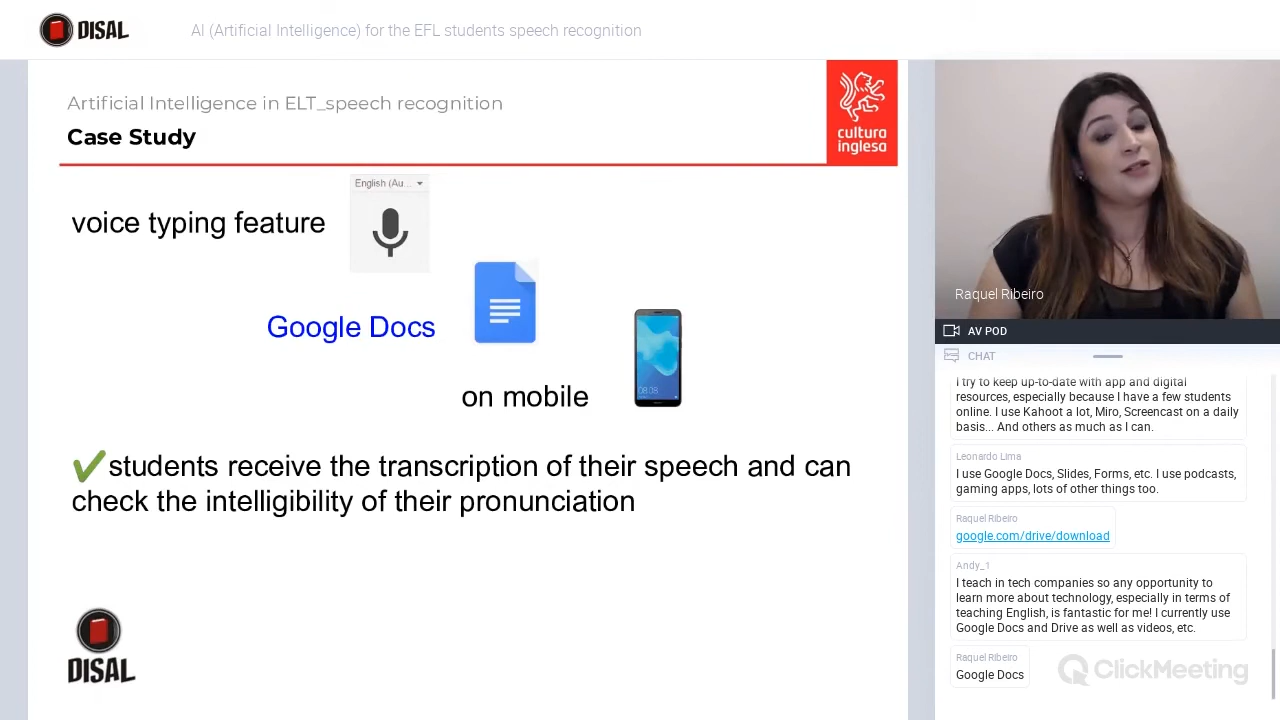 DISAL
AI (Artificial Intelligence) for the EFL students speech recognition
Artificial Intelligence in ELT_speech recognition
Case Study
cultura
inglesa
English (Au...
voice typing feature
Google Docs
08:08
on mobile
✔students receive the transcription of their speech and can
check the intelligibility of their pronunciation
DISAL
Raquel Ribeiro
AV POD
CHAT
I try to keep up-to-date with app and digital
resources, especially because I have a few students
online. I use Kahoot a lot, Miro, Screencast on a daily
basis... And others as much as I can.
Leonardo Lima
I use Google Docs, Slides, Forms, etc. I use podcasts,
gaming apps, lots of other things too.
Raquel Ribeiro
google.com/drive/download
Andy_1
I teach in tech companies so any opportunity to
learn more about technology, especially in terms of
teaching English, is fantastic for me! I currently use
Google Docs and Drive as well as videos, etc.
Raquel Ribeiro
Google Docs
ClickMeeting